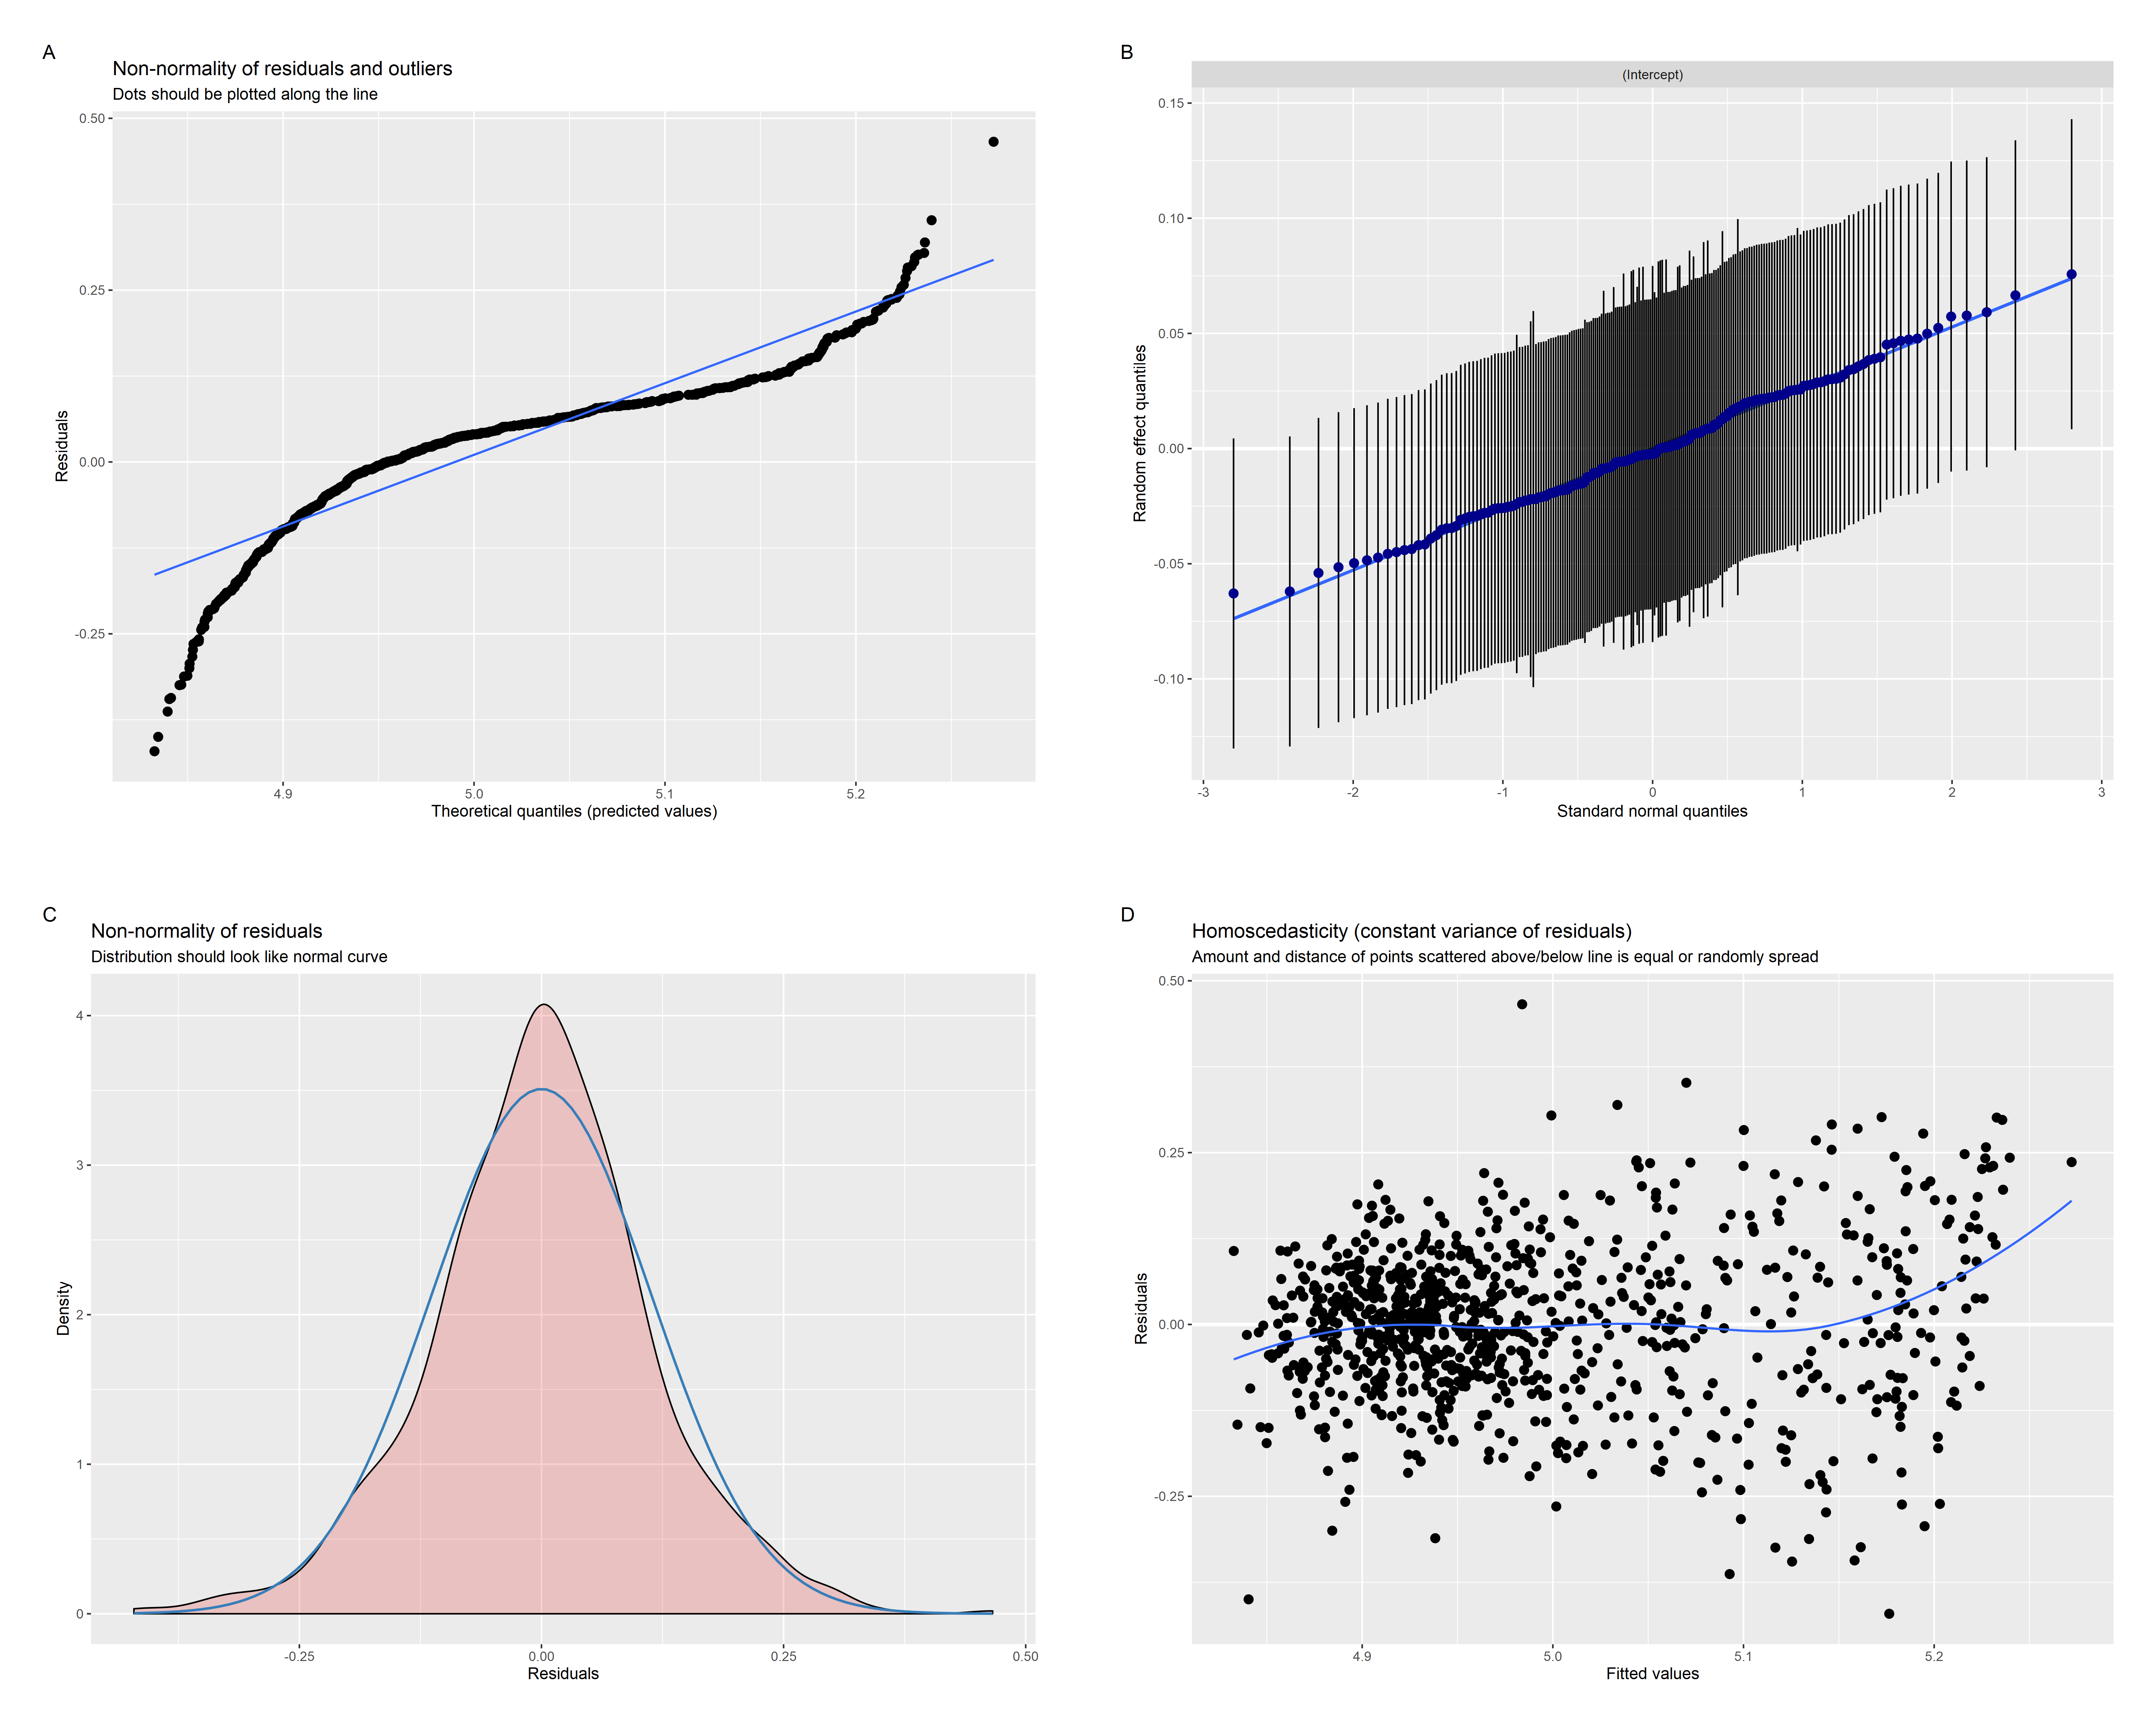 A
Non-normality of residuals and outliers
Dots should be plotted along the line
0.50
0.25
0.00
-0.25
Residuals
4.9 5.0 5.1 5.2
Theoretical quantiles (predicted values)
B
(Intercept)
0.15
0.10
0.05
0.00
-0.05
-0.10
Random effect quantiles
-3 -2 -1 0 1 2 3
Standard normal quantiles
C
Non-normality of residuals
Distribution should look like normal curve
4
3
2
1
0
Density
-0.25 0.00 0.25 0.50
Residuals
D
Homoscedasticity (constant variance of residuals)
Amount and distance of points scattered above/below line is equal or randomly spread
0.50
0.25
0.00
-0.25
Residuals
4.9 5.0 5.1 5.2
Fitted values